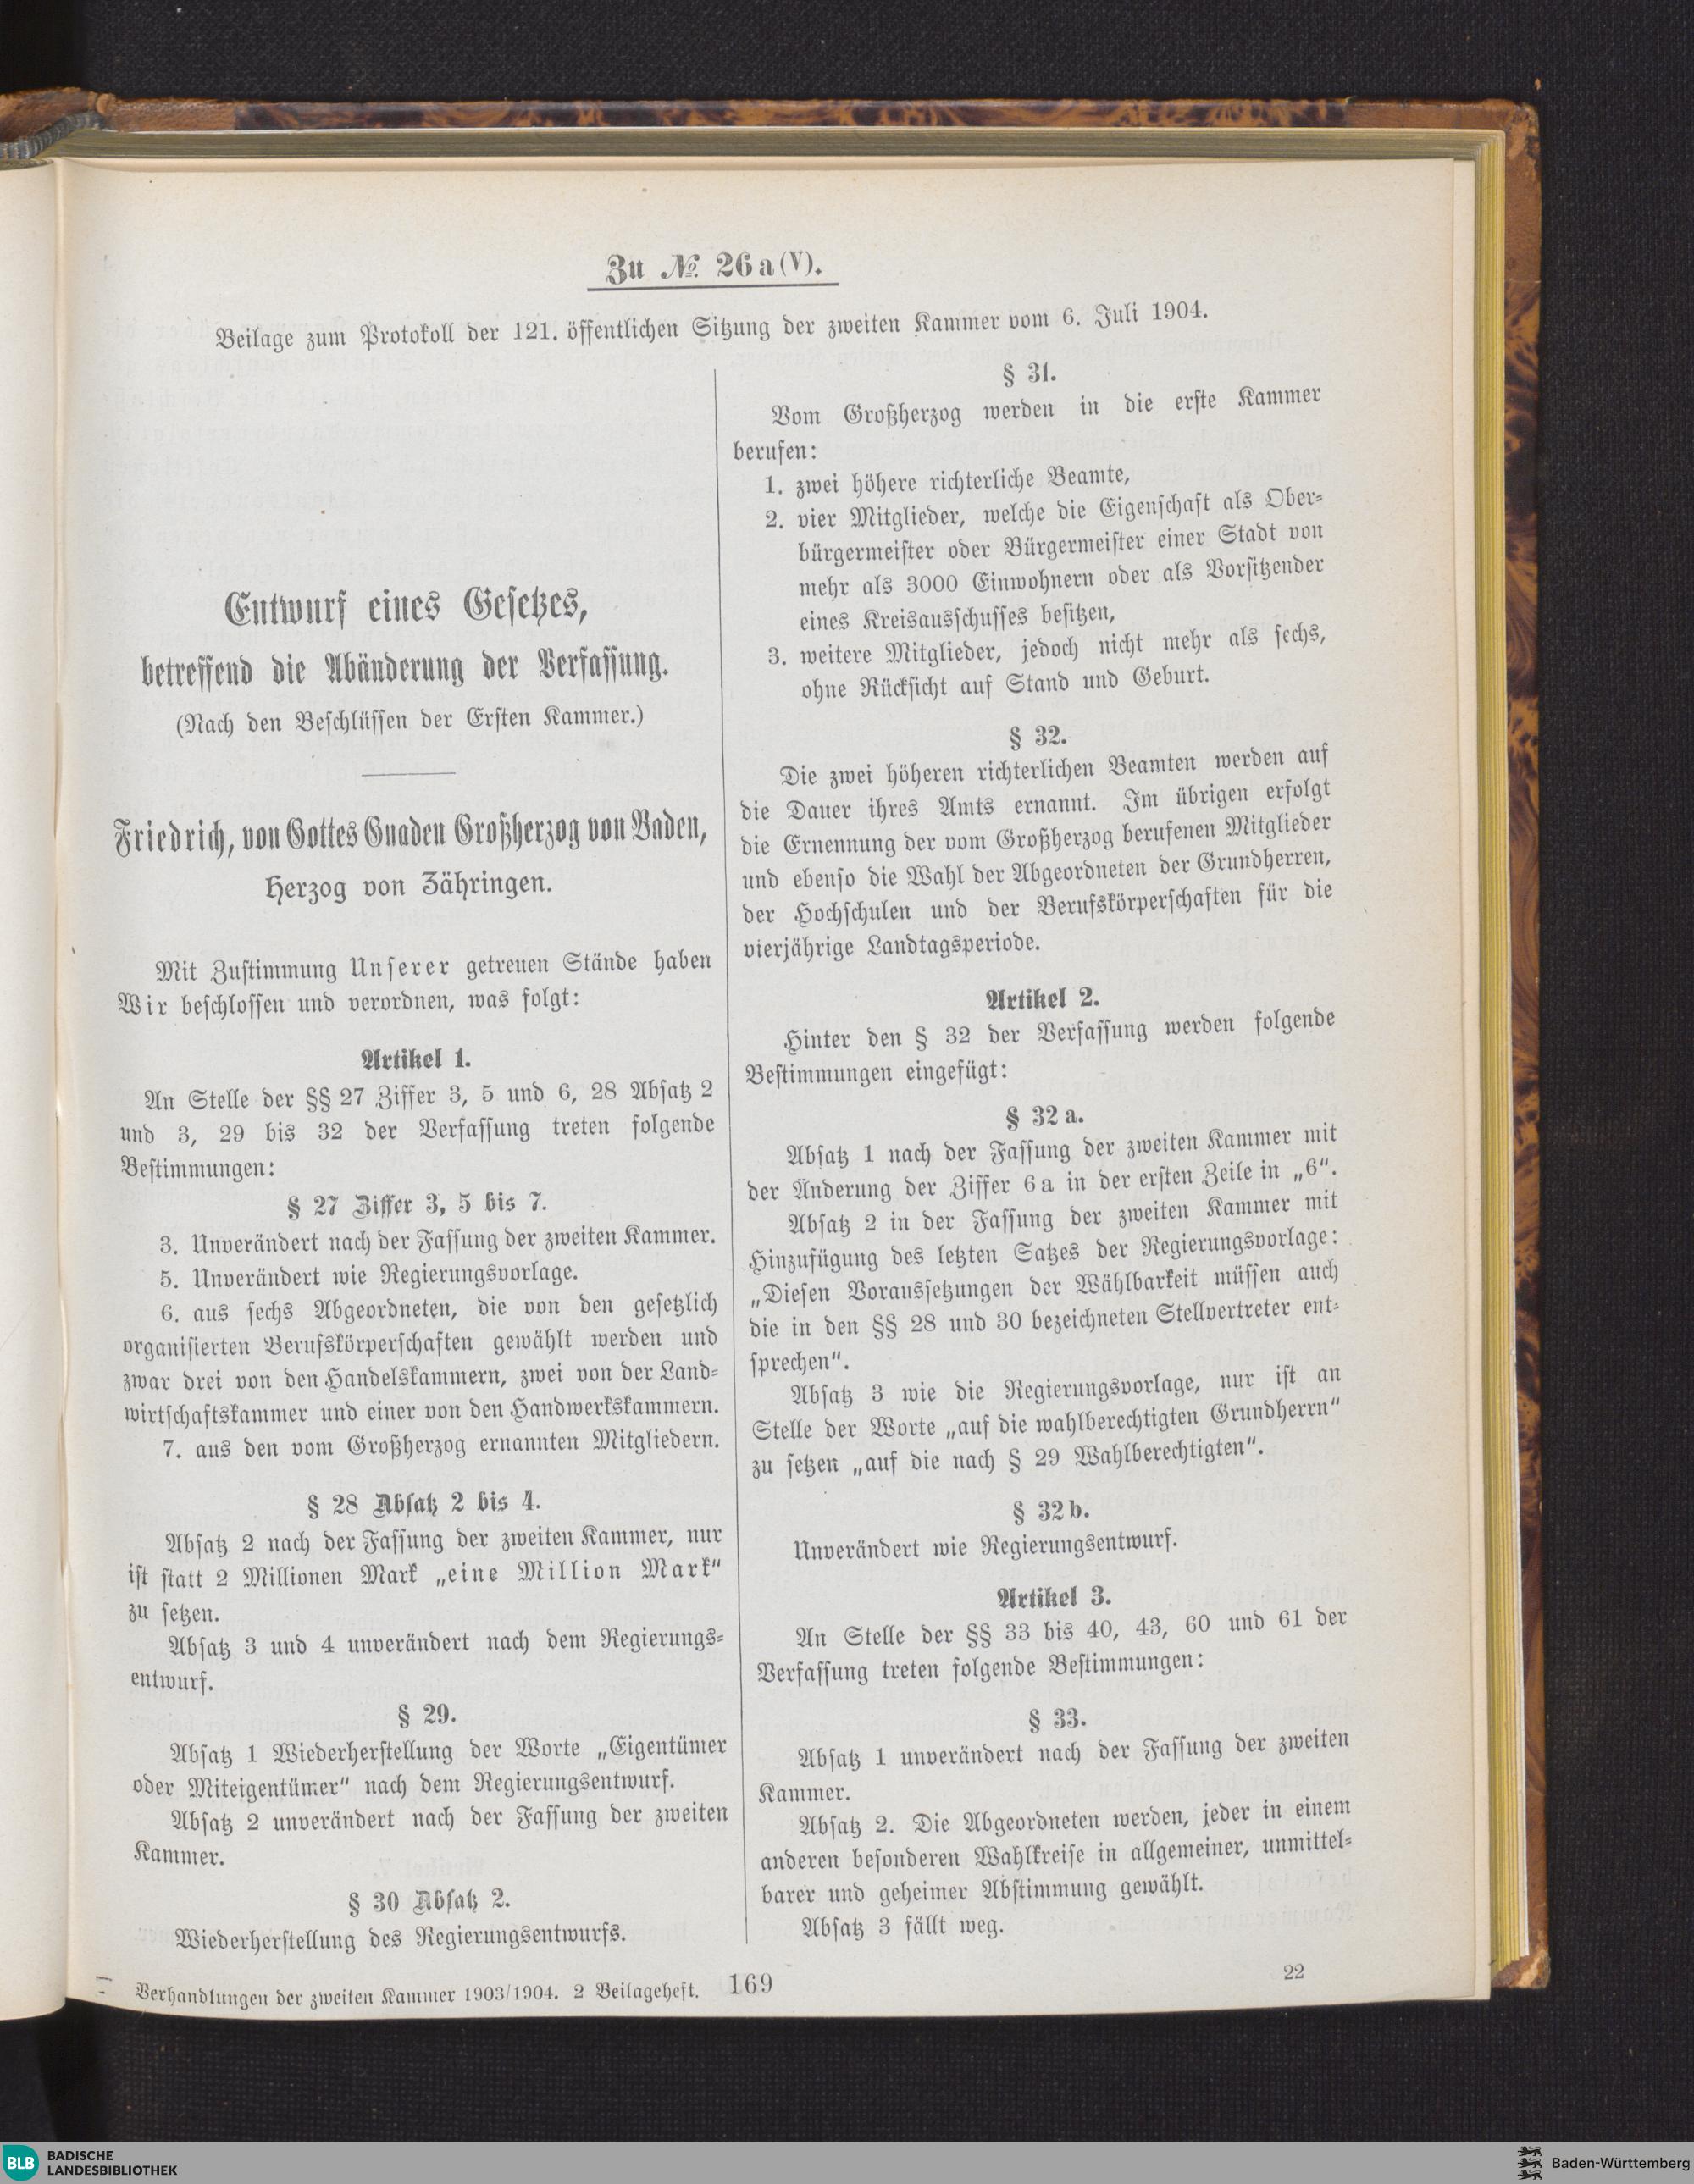 Zu № 26a(V).
Beilage zum Protokoll der 121. öffentlichen Sitzung der zweiten Kammer vom 6. Juli 1904.
Entwurf eines Gesetzes,
betreffend die Abänderung der Verfassung.
(Nach den Beschlüssen der Ersten Kammer.)
Friedrich, von Gottes Gnaden Großherzog von Baden,
Herzog von Zähringen.
Mit Zustimmung Unserer getreuen Stände haben
Wir beschlossen und verordnen, was folgt:
Artikel 1.
An Stelle der §§ 27 Ziffer 3, 5 und 6, 28 Absatz 2
und 3, 29 bis 32 der Verfassung treten folgende
Bestimmungen:
§ 27 Ziffer 3, 5 bis 7.
3. Unverändert nach der Fassung der zweiten Kammer.
5. Unverändert wie Regierungsvorlage.
6. aus sechs Abgeordneten, die von den gesetzlich
organisierten Berufskörperschaften gewählt werden und
zwar drei von den Handelskammern, zwei von der Land-
wirtschaftskammer und einer von den Handwerkskammern.
7. aus den vom Großherzog ernannten Mitgliedern.
§ 28 Absatz 2 bis 4.
Absatz 2 nach der Fassung der zweiten Kammer, nur
ist statt 2 Millionen Mark „eine Million Mark“
zu setzen.
Absatz 3 und 4 unverändert nach dem Regierungs-
entwurf.
§ 29.
Absatz 1 Wiederherstellung der Worte „Eigentümer
oder Miteigentümer“ nach dem Regierungsentwurf.
Absatz 2 unverändert nach der Fassung der zweiten
Kammer.
§ 30 Absatz 2.
Wiederherstellung des Regierungsentwurfs.
§ 31.
Vom Großherzog werden in die erste Kammer
berufen:
1. zwei höhere richterliche Beamte,
2. vier Mitglieder, welche die Eigenschaft als Ober-
bürgermeister oder Bürgermeister einer Stadt von
mehr als 3000 Einwohnern oder als Vorsitzender
eines Kreisausschusses besitzen,
3. weitere Mitglieder, jedoch nicht mehr als sechs,
ohne Rücksicht auf Stand und Geburt.
§ 32.
Die zwei höheren richterlichen Beamten werden auf
die Dauer ihres Amts ernannt. Im übrigen erfolgt
die Ernennung der vom Großherzog berufenen Mitglieder
und ebenso die Wahl der Abgeordneten der Grundherren,
der Hochschulen und der Berufskörperschaften für die
vierjährige Landtagsperiode.
Artikel 2.
Hinter den § 32 der Verfassung werden folgende
Bestimmungen eingefügt:
§ 32a.
Absatz 1 nach der Fassung der zweiten Kammer mit
der Änderung der Ziffer 6a in der ersten Zeile in „6“.
Absatz 2 in der Fassung der zweiten Kammer mit
Hinzufügung des letzten Satzes der Regierungsvorlage:
„Diesen Voraussetzungen der Wählbarkeit müssen auch
die in den §§ 28 und 30 bezeichneten Stellvertreter ent-
sprechen“.
Absatz 3 wie die Regierungsvorlage, nur ist an
Stelle der Worte „auf die wahlberechtigten Grundherrn“
zu setzen „auf die nach § 29 Wahlberechtigten“.
§ 32b.
Unverändert wie Regierungsentwurf.
Artikel 3.
An Stelle der §§ 33 bis 40, 43, 60 und 61 der
Verfassung treten folgende Bestimmungen:
§ 33.
Absatz 1 unverändert nach der Fassung der zweiten
Kammer.
Absatz 2. Die Abgeordneten werden, jeder in einem
anderen besonderen Wahlkreise in allgemeiner, unmittel-
barer und geheimer Abstimmung gewählt.
Absatz 3 fällt weg.
Verhandlungen der zweiten Kammer 1903/1904. 2 Beilageheft.
169
22
BLB BADISCHE
LANDESBIBLIOTHEK
Baden-Württemberg